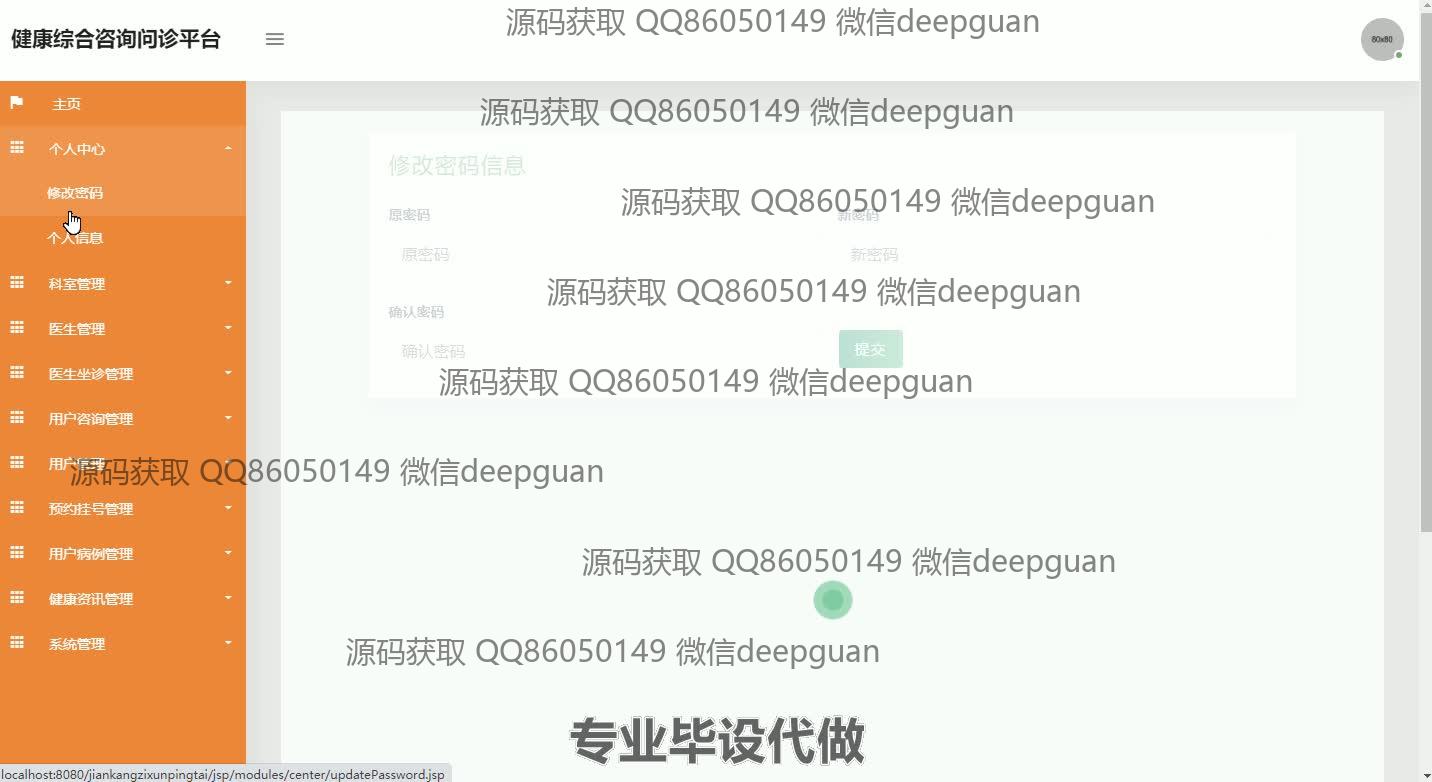 源码获取 QQ86050149 微信deepguan
健康综合咨询问诊平台
80x80
源码获取 QQ86050149 微信deepguan
主页
个人中心
修改密码
个人信息
科室管理
医生管理
医生坐诊管理
用户咨询管理
用户管理
预约挂号管理
用户病例管理
健康资讯管理
系统管理
修改密码信息
源码获取 QQ86050149 微信deepguan
原密码
新密码
原密码
新密码
源码获取 QQ86050149 微信deepguan
确认密码
确认密码
提交
源码获取 QQ86050149 微信deepguan
源码获取 QQ86050149 微信deepguan
源码获取 QQ86050149 微信deepguan
源码获取 QQ86050149 微信deepguan
专业毕设代做
localhost:8080/jiankangzixunpingtai/jsp/modules/center/updatePassword.jsp